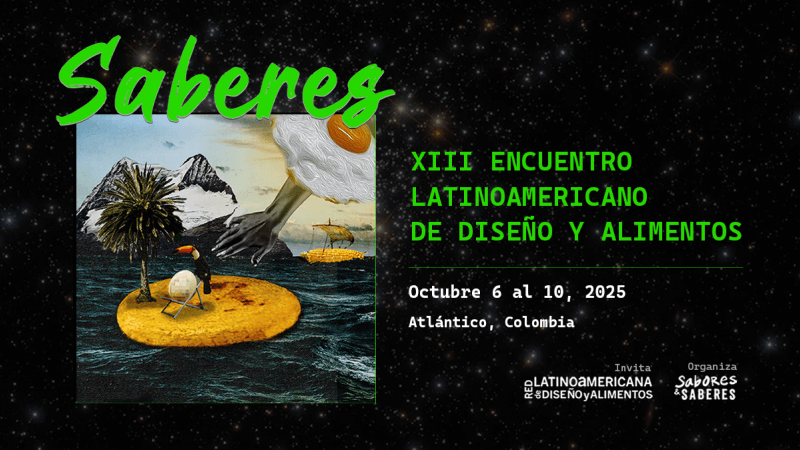 Saberes
XIII ENCUENTRO
LATINOAMERICANO
DE DISEÑO Y ALIMENTOS
Octubre 6 al 10, 2025
Atlántico, Colombia
Invita
RED LATINOAMERICANA
de DISEÑO y ALIMENTOS
Organiza
Sabores
& SABERES